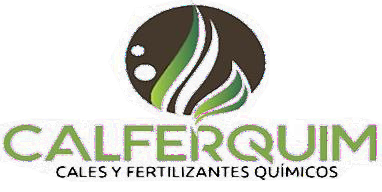 CALFERQUIM
CALES Y FERTILIZANTES QUÍMICOS